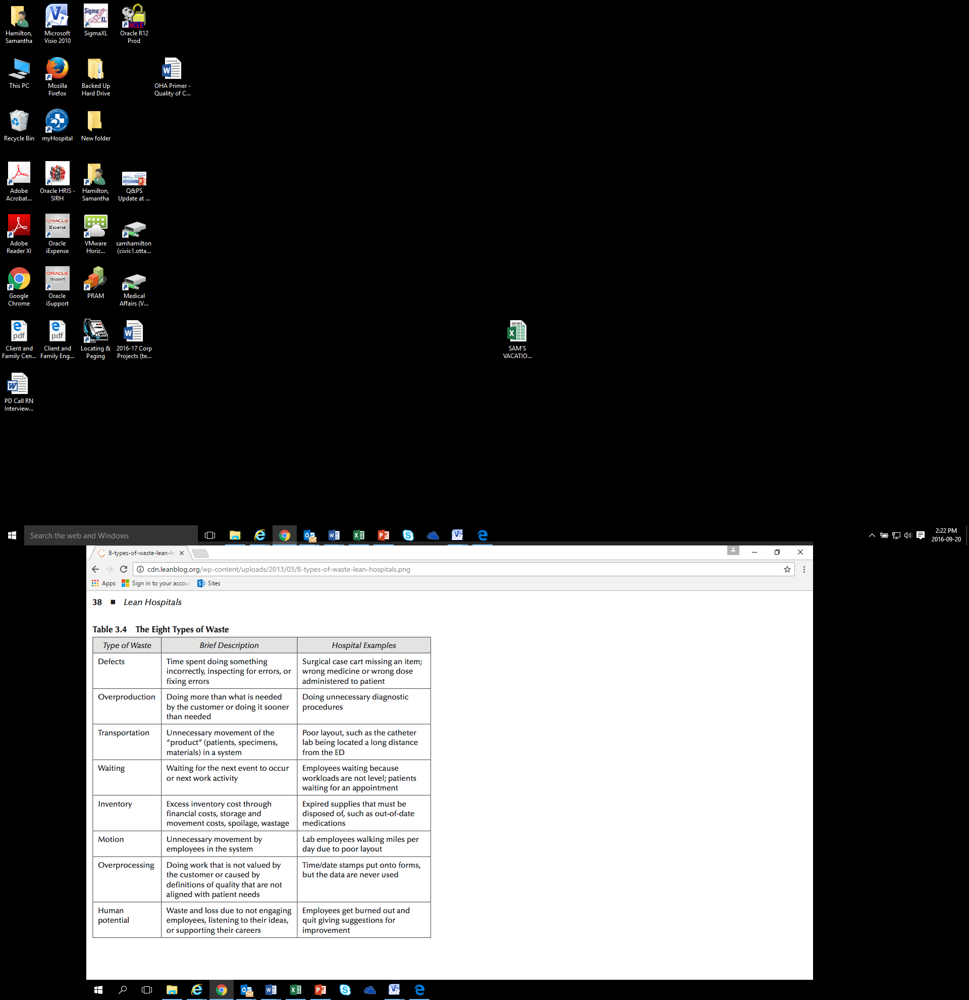 Hamilton, Samantha
Microsoft Visio 2010
SigmaXL
Oracle R12 Prod
This PC
Mozilla Firefox
Backed Up Hard Drive
OHA Primer - Quality of C...
Recycle Bin
myHospital
New folder
Adobe Acrobat...
Oracle HRIS - SIRH
Hamilton, Samantha
Q&PS Update at ...
Adobe Reader XI
Oracle iExpense
VMware Horiz...
samhamilton (civic1.otta...
Google Chrome
Oracle iSupport
PRAM
Medical Affairs (V...
Client and Family Cen...
Client and Family Eng...
Locating & Paging
2016-17 Corp Projects (te...
SAM'S VACATIO...
PD Call RN Interview...
Search the web and Windows
2:22 PM
2016-09-20
8-types-of-waste-lean-h
cdn.leanblog.org/wp-content/uploads/2013/03/8-types-of-waste-lean-hospitals.png
Apps Sign in to your accou Sites
38 ■ Lean Hospitals
Table 3.4 The Eight Types of Waste
Type of Waste Brief Description Hospital Examples
Defects
Time spent doing something
incorrectly, inspecting for errors, or
fixing errors
Surgical case cart missing an item;
wrong medicine or wrong dose
administered to patient
Overproduction
Doing more than what is needed
by the customer or doing it sooner
than needed
Doing unnecessary diagnostic
procedures
Transportation
Unnecessary movement of the
“product” (patients, specimens,
materials) in a system
Poor layout, such as the catheter
lab being located a long distance
from the ED
Waiting
Waiting for the next event to occur
or next work activity
Employees waiting because
workloads are not level; patients
waiting for an appointment
Inventory
Excess inventory cost through
financial costs, storage and
movement costs, spoilage, wastage
Expired supplies that must be
disposed of, such as out-of-date
medications
Motion
Unnecessary movement by
employees in the system
Lab employees walking miles per
day due to poor layout
Overprocessing
Doing work that is not valued by
the customer or caused by
definitions of quality that are not
aligned with patient needs
Time/date stamps put onto forms,
but the data are never used
Human
potential
Waste and loss due to not engaging
employees, listening to their ideas,
or supporting their careers
Employees get burned out and
quit giving suggestions for
improvement